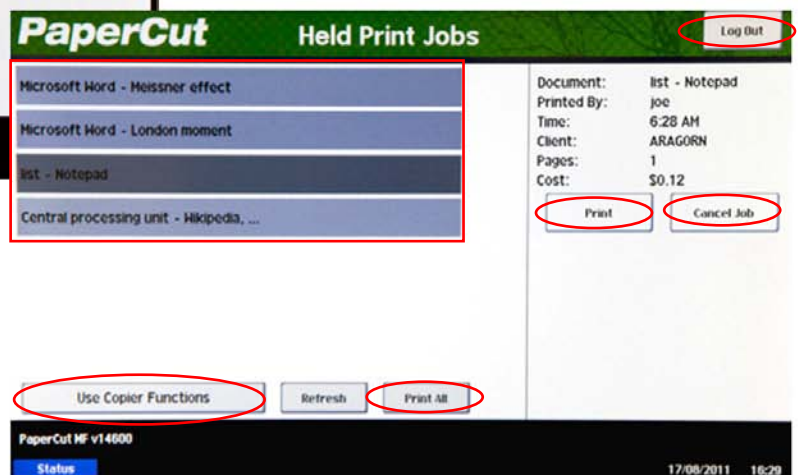 PaperCut Held Print Jobs Log Out
Microsoft Word - Meissner effect
Microsoft Word - London moment
list - Notepad
Central processing unit - Wikipedia, ...
Document: list - Notepad
Printed By: joe
Time: 6:28 AM
Client: ARAGORN
Pages: 1
Cost: $0.12
Print Cancel Job
Use Copier Functions Refresh Print All
PaperCut MF v14600
Status 17/08/2011 16:29